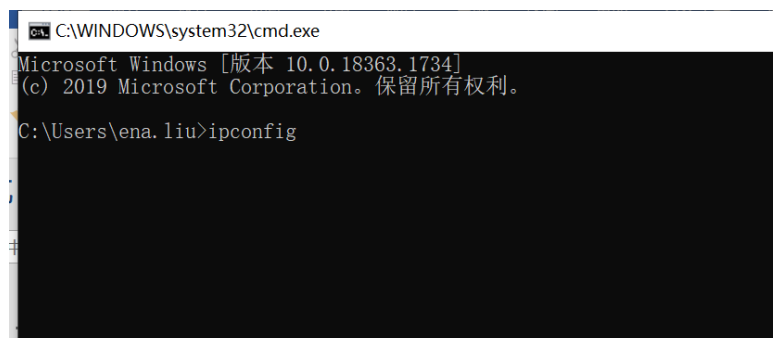 C:\WINDOWS\system32\cmd.exe
Microsoft Windows [版本 10.0.18363.1734]
(c) 2019 Microsoft Corporation。保留所有权利。
C:\Users\ena.liu>ipconfig